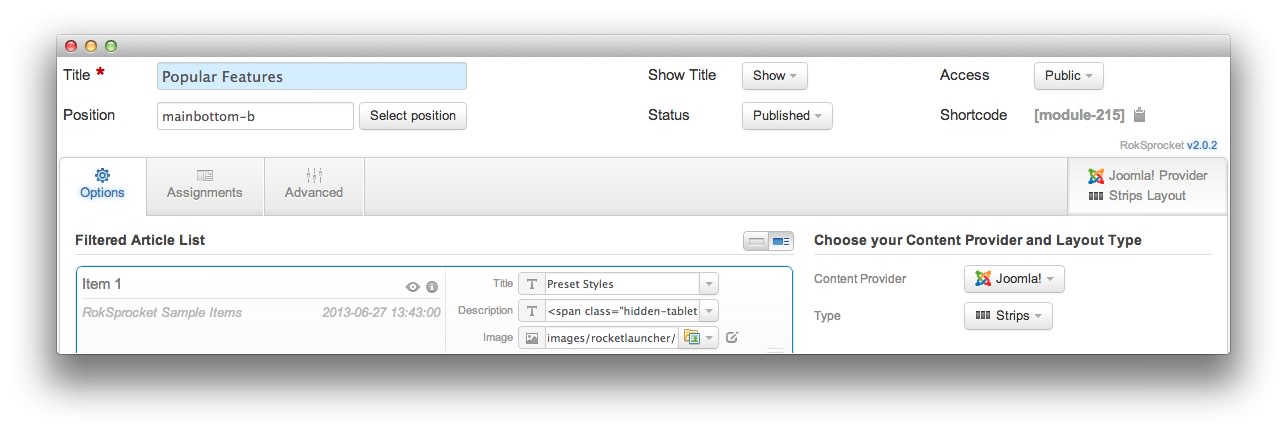 Title * Popular Features Show Title Show Access Public
Position mainbottom-b Select position Status Published Shortcode [module-215]
RokSprocket v2.0.2
Options Assignments Advanced
Joomla! Provider
Strips Layout
Filtered Article List
Item 1
RokSprocket Sample Items 2013-06-27 13:43:00
Title Preset Styles
Description <span class="hidden-tablet
Image images/rocketlauncher/
Choose your Content Provider and Layout Type
Content Provider Joomla!
Type Strips